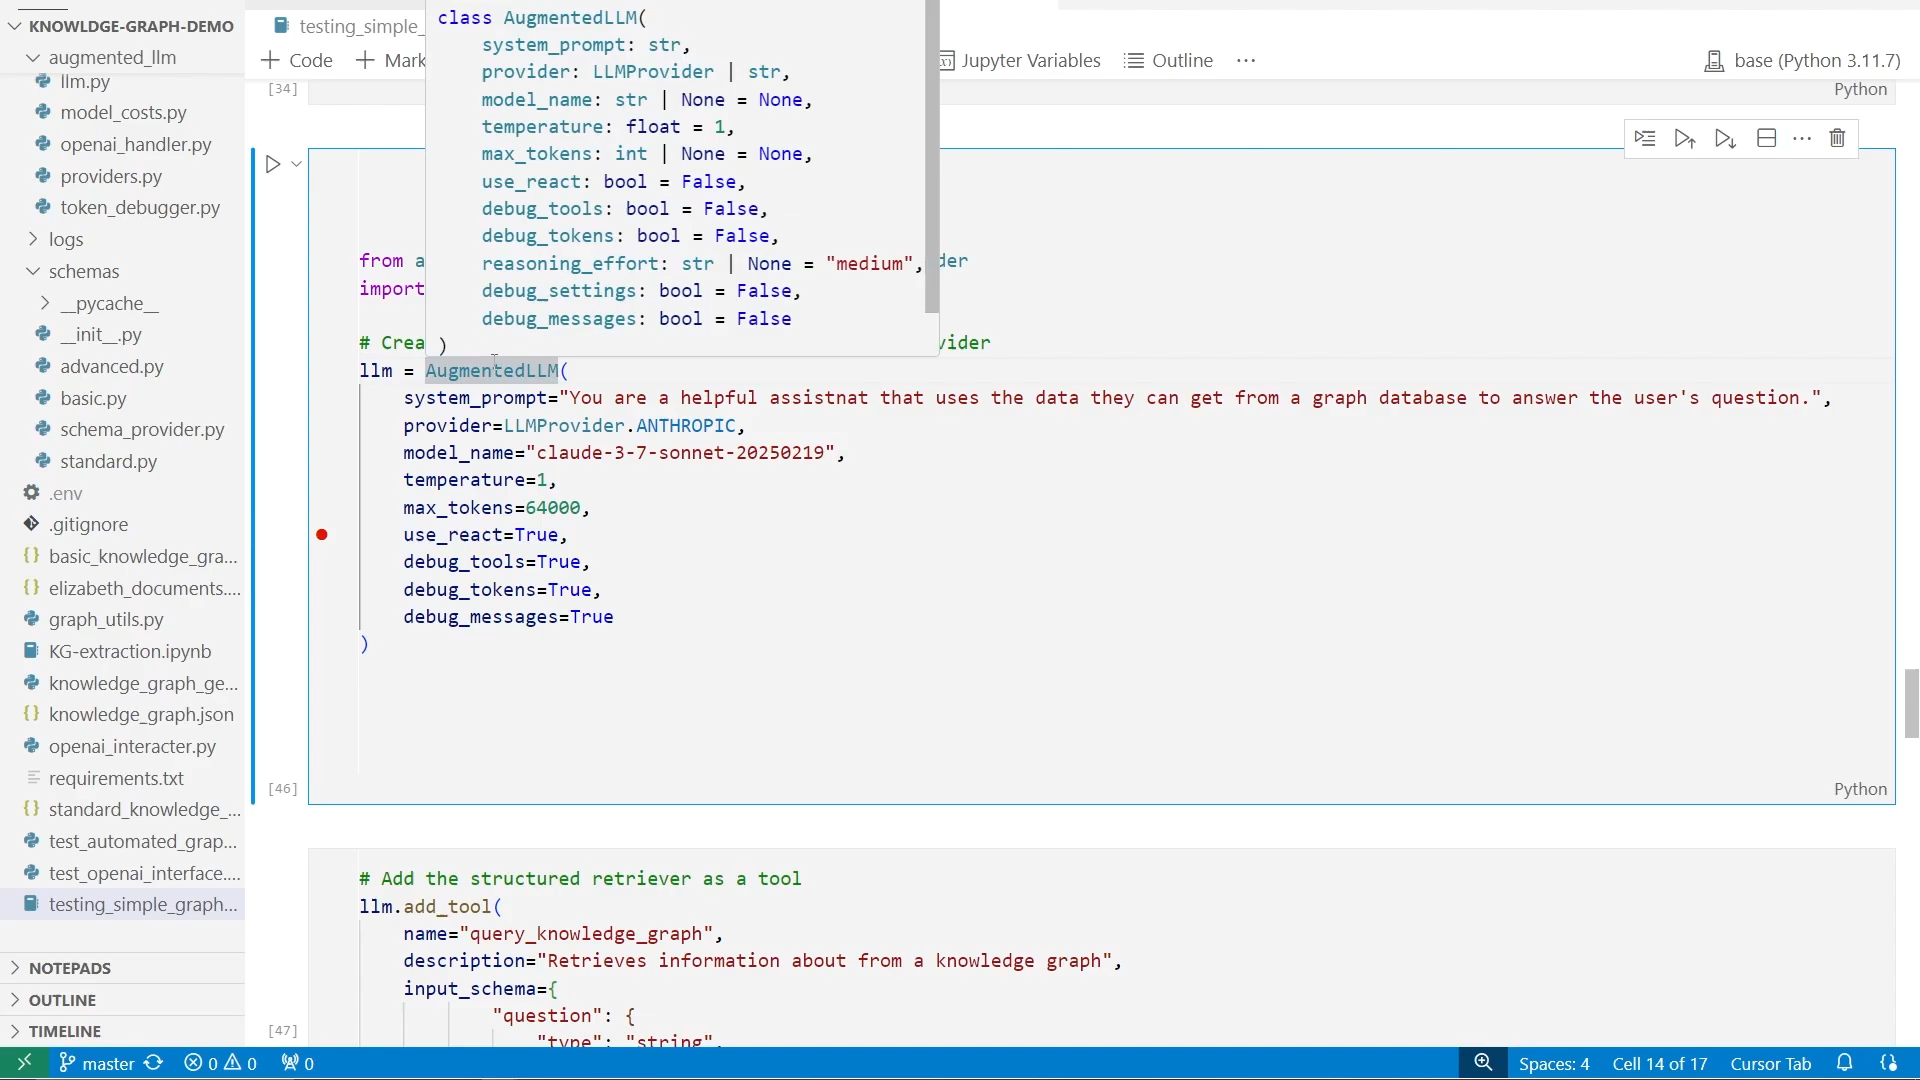 KNOWLDGE-GRAPH-DEMO
augmented_llm
llm.py
model_costs.py
openai_handler.py
providers.py
token_debugger.py
logs
schemas
__pycache__
__init__.py
advanced.py
basic.py
schema_provider.py
standard.py
.env
.gitignore
basic_knowledge_gra...
elizabeth_documents....
graph_utils.py
KG-extraction.ipynb
knowledge_graph_ge...
knowledge_graph.json
openai_interacter.py
requirements.txt
standard_knowledge_...
test_automated_grap...
test_openai_interface....
testing_simple_graph...
NOTEPADS
OUTLINE
TIMELINE
testing_simple_
Code
Mark
Jupyter Variables
Outline
...
base (Python 3.11.7)
[34]
Python
class AugmentedLLM(
system_prompt: str,
provider: LLMProvider | str,
model_name: str | None = None,
temperature: float = 1,
max_tokens: int | None = None,
use_react: bool = False,
debug_tools: bool = False,
debug_tokens: bool = False,
reasoning_effort: str | None = "medium",
debug_settings: bool = False,
debug_messages: bool = False
)
from a der
import
# Crea vider
llm = AugmentedLLM(
system_prompt="You are a helpful assistnat that uses the data they can get from a graph database to answer the user's question.",
provider=LLMProvider.ANTHROPIC,
model_name="claude-3-7-sonnet-20250219",
temperature=1,
max_tokens=64000,
use_react=True,
debug_tools=True,
debug_tokens=True,
debug_messages=True
)
[46]
Python
# Add the structured retriever as a tool
llm.add_tool(
name="query_knowledge_graph",
description="Retrieves information about from a knowledge graph",
input_schema={
"question": {
"type": "string",
[47]
master
0
0
0
Spaces: 4
Cell 14 of 17
Cursor Tab